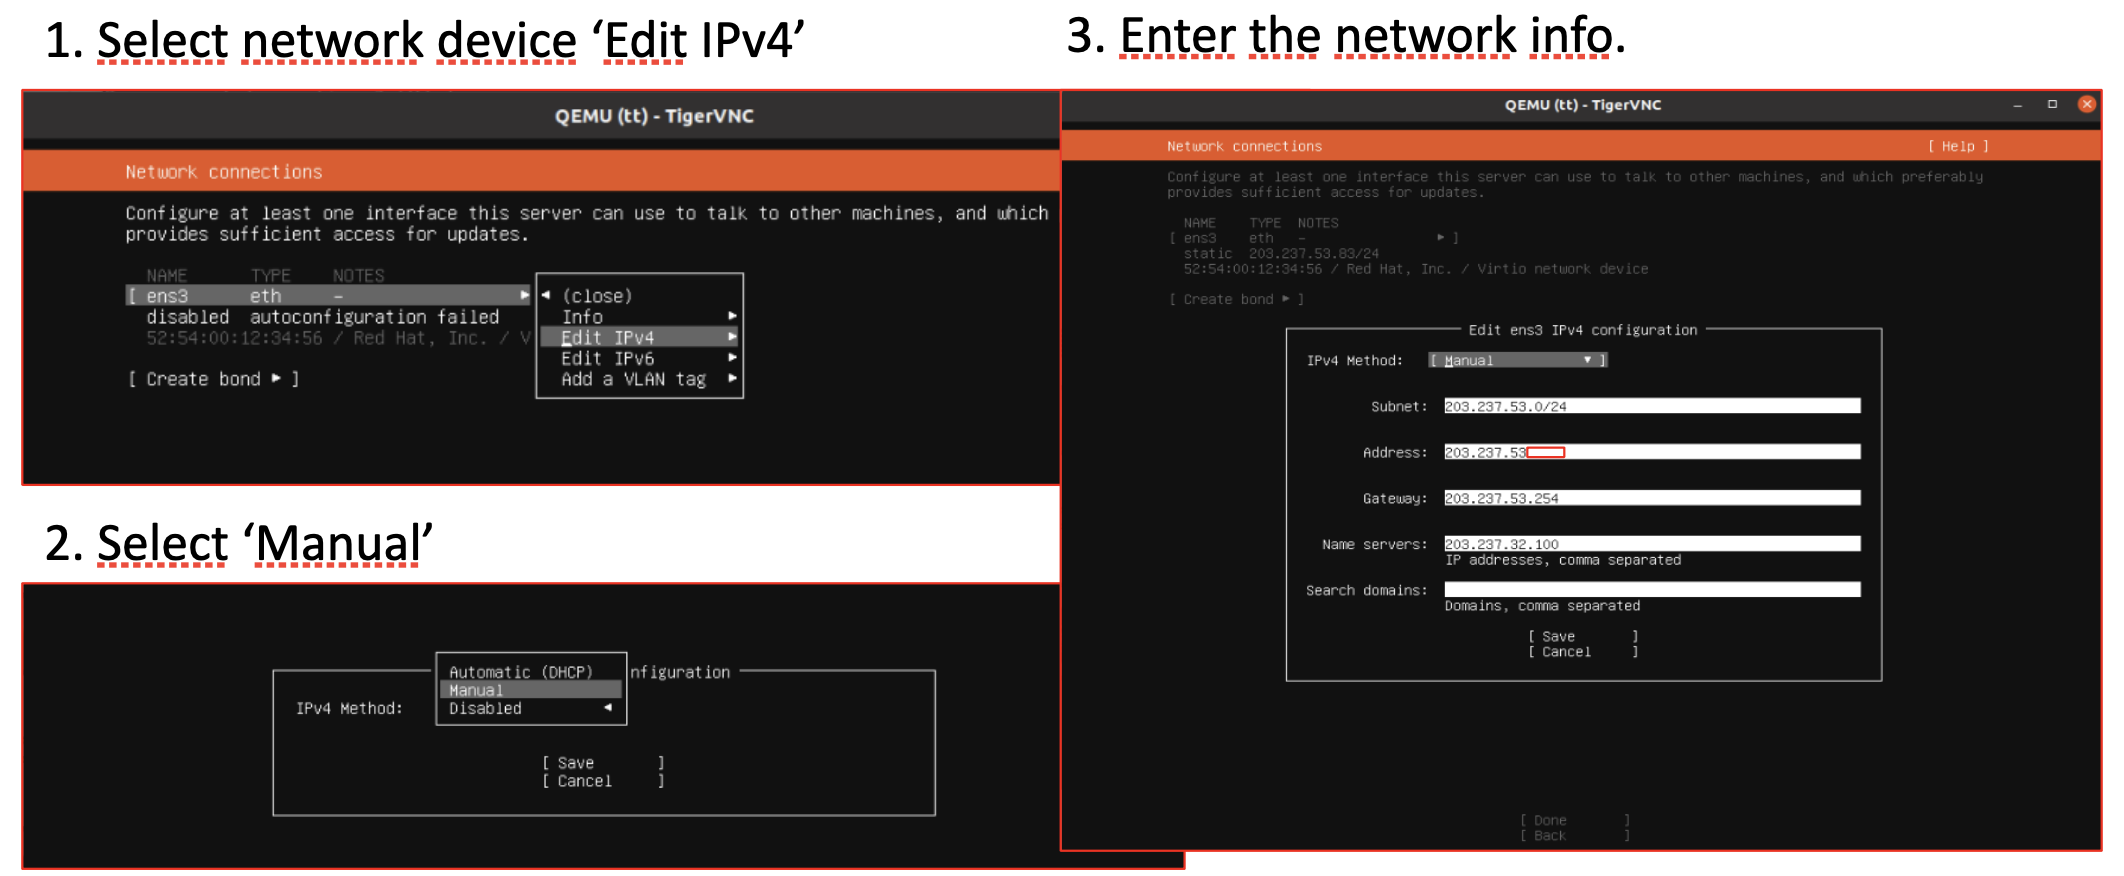 1. Select network device ‘Edit IPv4’
QEMU (tt) - TigerVNC
Network connections
Configure at least one interface this server can use to talk to other machines, and which
provides sufficient access for updates.
NAME TYPE NOTES
[ ens3 eth – ▸
disabled autoconfiguration failed
52:54:00:12:34:56 / Red Hat, Inc. / V
[ Create bond ▸ ]
◂ (close)
Info ▸
Edit IPv4 ▸
Edit IPv6 ▸
Add a VLAN tag ▸
2. Select ‘Manual’
nfiguration
IPv4 Method:
Automatic (DHCP)
Manual
Disabled ◂
[ Save ]
[ Cancel ]
3. Enter the network info.
QEMU (tt) - TigerVNC
Network connections [ Help ]
Configure at least one interface this server can use to talk to other machines, and which preferably
provides sufficient access for updates.
NAME TYPE NOTES
[ ens3 eth – ▸ ]
static 203.237.53.83/24
52:54:00:12:34:56 / Red Hat, Inc. / Virtio network device
[ Create bond ▸ ]
Edit ens3 IPv4 configuration
IPv4 Method: [ Manual ▾ ]
Subnet: 203.237.53.0/24
Address: 203.237.53
Gateway: 203.237.53.254
Name servers: 203.237.32.100
IP addresses, comma separated
Search domains:
Domains, comma separated
[ Save ]
[ Cancel ]
[ Done ]
[ Back ]